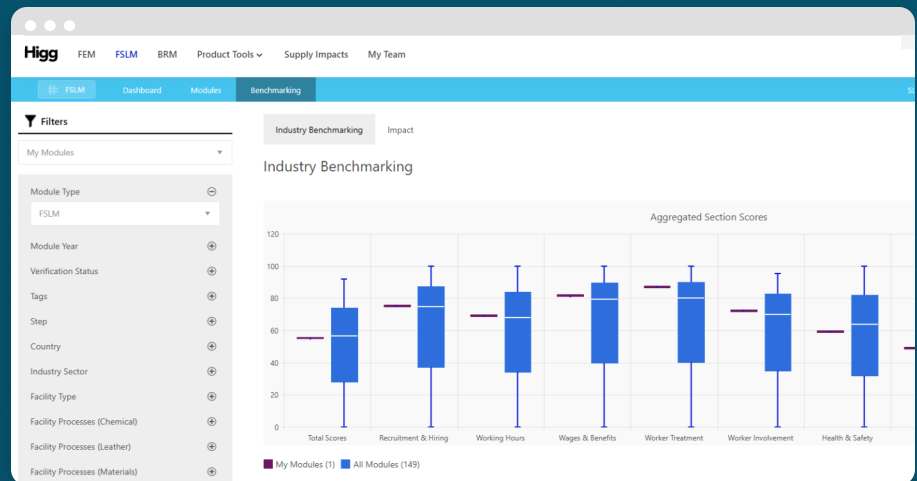 Higg FEM FSLM BRM Product Tools Supply Impacts My Team
FSLM Dashboard Modules Benchmarking
Filters
My Modules
Module Type
FSLM
Module Year
Verification Status
Tags
Step
Country
Industry Sector
Facility Type
Facility Processes (Chemical)
Facility Processes (Leather)
Facility Processes (Materials)
Industry Benchmarking Impact
Industry Benchmarking
Aggregated Section Scores
120
100
80
60
40
20
0
Total Scores Recruitment & Hiring Working Hours Wages & Benefits Worker Treatment Worker Involvement Health & Safety
My Modules (1) All Modules (149)